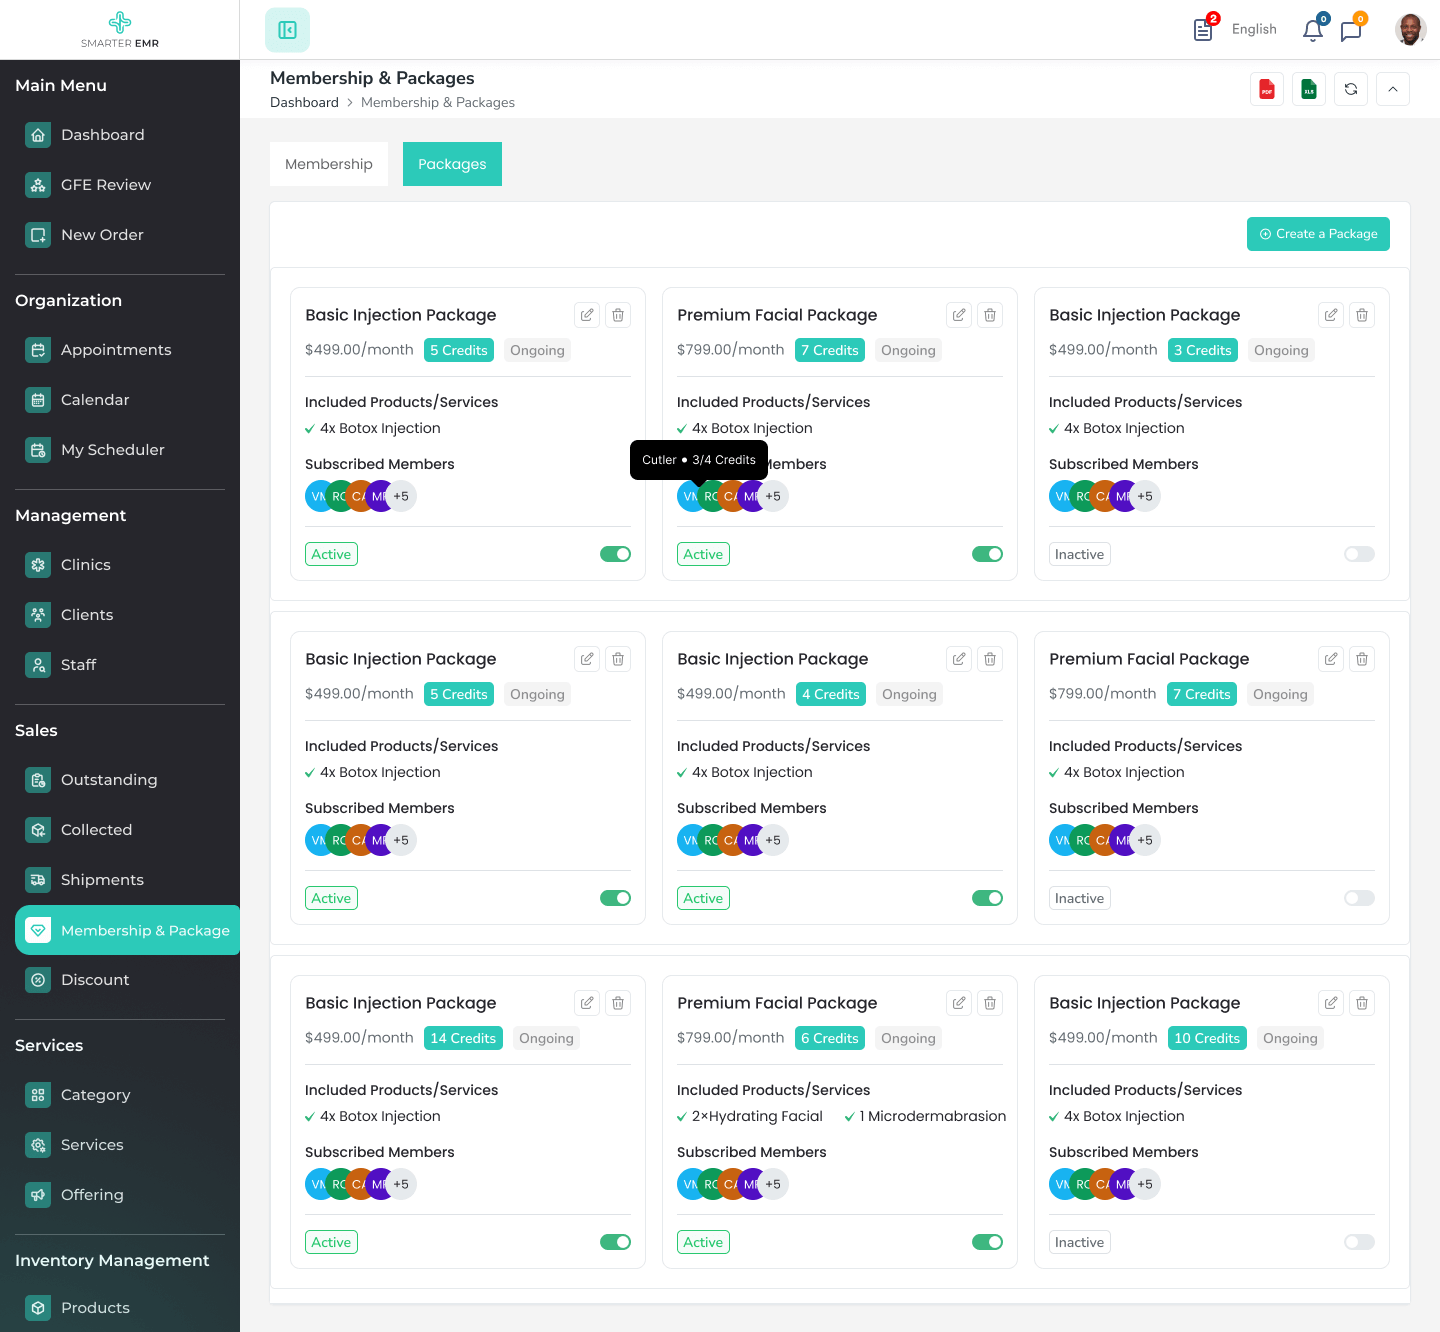 SMARTER EMR
2
English
0
0
Main Menu
Dashboard
GFE Review
New Order
Organization
Appointments
Calendar
My Scheduler
Management
Clinics
Clients
Staff
Sales
Outstanding
Collected
Shipments
Membership & Package
Discount
Services
Category
Services
Offering
Inventory Management
Products
Membership & Packages
Dashboard > Membership & Packages
PDF
XLS
Membership
Packages
Create a Package
Basic Injection Package
$499.00/month 5 Credits Ongoing
Included Products/Services
4x Botox Injection
Subscribed Members
VM RC CA MF +5
Active
Premium Facial Package
$799.00/month 7 Credits Ongoing
Included Products/Services
4x Botox Injection
Cutler • 3/4 Credits
Members
VM RC CA MF +5
Active
Basic Injection Package
$499.00/month 3 Credits Ongoing
Included Products/Services
4x Botox Injection
Subscribed Members
VM RC CA MF +5
Inactive
Basic Injection Package
$499.00/month 5 Credits Ongoing
Included Products/Services
4x Botox Injection
Subscribed Members
VM RC CA MF +5
Active
Basic Injection Package
$499.00/month 4 Credits Ongoing
Included Products/Services
4x Botox Injection
Subscribed Members
VM RC CA MF +5
Active
Premium Facial Package
$799.00/month 7 Credits Ongoing
Included Products/Services
4x Botox Injection
Subscribed Members
VM RC CA MF +5
Inactive
Basic Injection Package
$499.00/month 14 Credits Ongoing
Included Products/Services
4x Botox Injection
Subscribed Members
VM RC CA MF +5
Active
Premium Facial Package
$799.00/month 6 Credits Ongoing
Included Products/Services
2×Hydrating Facial 1 Microdermabrasion
Subscribed Members
VM RC CA MF +5
Active
Basic Injection Package
$499.00/month 10 Credits Ongoing
Included Products/Services
4x Botox Injection
Subscribed Members
VM RC CA MF +5
Inactive